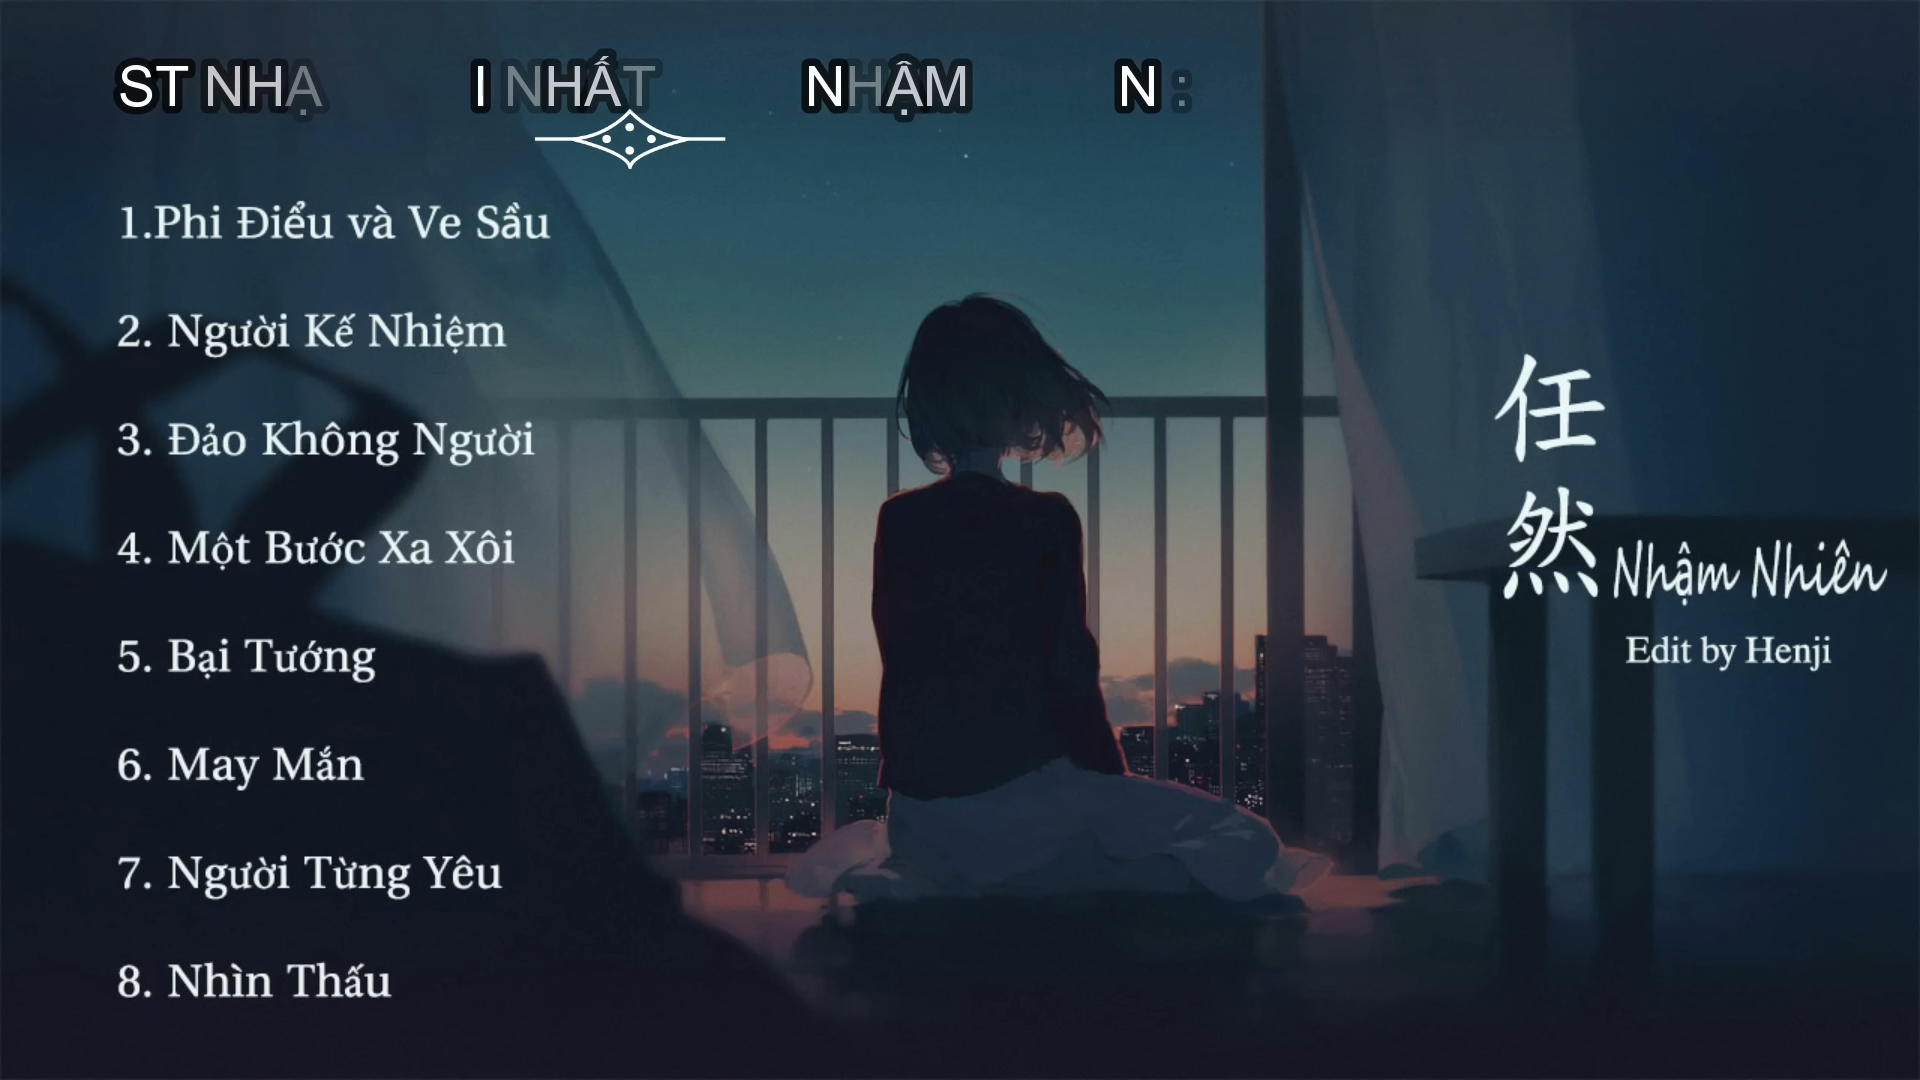 ST NHẠ I NHẤT NHẬM N :
1.Phi Điểu và Ve Sầu
2. Người Kế Nhiệm
3. Đảo Không Người
4. Một Bước Xa Xôi
5. Bại Tướng
6. May Mắn
7. Người Từng Yêu
8. Nhìn Thấu
任
然 Nhậm Nhiên
Edit by Henji